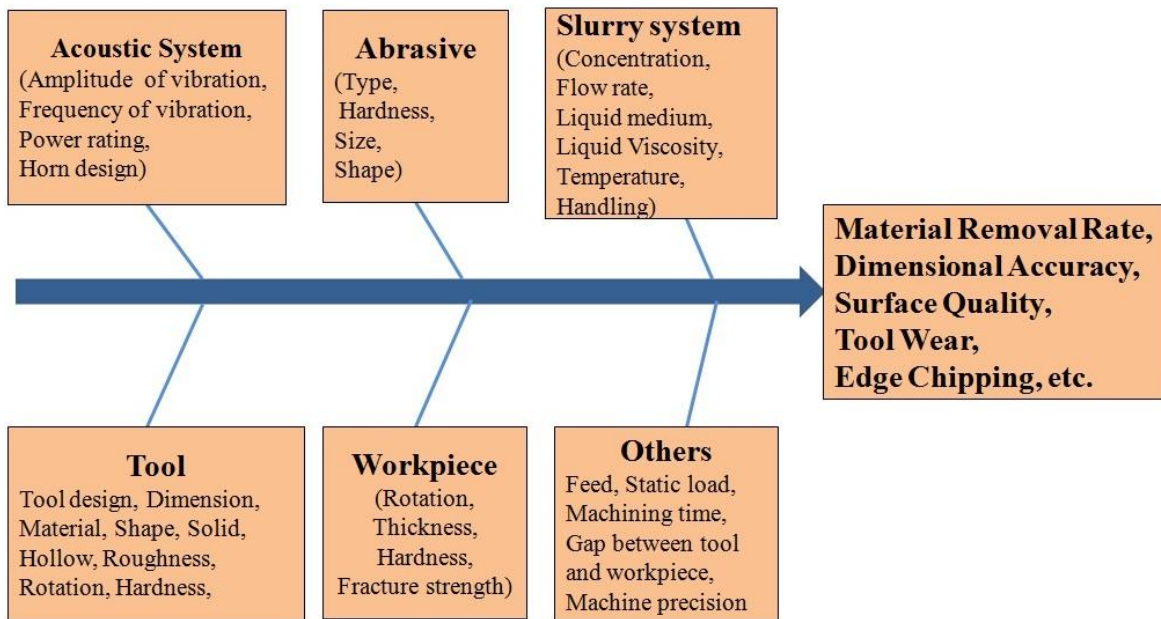 Acoustic System
(Amplitude of vibration,
Frequency of vibration,
Power rating,
Horn design)
Abrasive
(Type,
Hardness,
Size,
Shape)
Slurry system
(Concentration,
Flow rate,
Liquid medium,
Liquid Viscosity,
Temperature,
Handling)
Material Removal Rate,
Dimensional Accuracy,
Surface Quality,
Tool Wear,
Edge Chipping, etc.
Tool
Tool design, Dimension,
Material, Shape, Solid,
Hollow, Roughness,
Rotation, Hardness,
Workpiece
(Rotation,
Thickness,
Hardness,
Fracture strength)
Others
Feed, Static load,
Machining time,
Gap between tool
and workpiece,
Machine precision